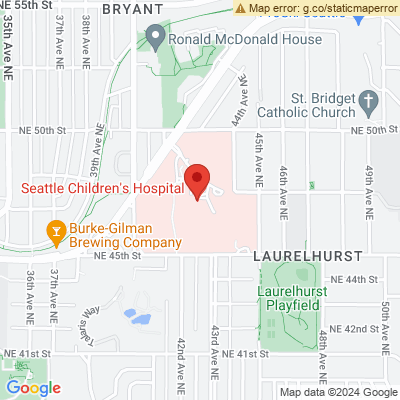 NE 55th St
BRYANT
Map error: g.co/staticmaperror
35th Ave NE
37th Ave NE
38th Ave NE
Ronald McDonald House
44th Ave NE
St. Bridget
Catholic Church
NE 50th St
NE 50th St
39th Ave NE
45th Ave NE
46th Ave NE
49th Ave NE
Seattle Children's Hospital
Burke-Gilman
Brewing Company
NE 45th St
LAURELHURST
36th Ave NE
37th Ave NE
Talaris Way
NE 44th St
Laurelhurst
Playfield
50th Ave NE
48th Ave NE
NE 42nd St
42nd Ave NE
43rd Ave NE
NE 41st St
NE 41st St
Google
Map data ©2024 Google